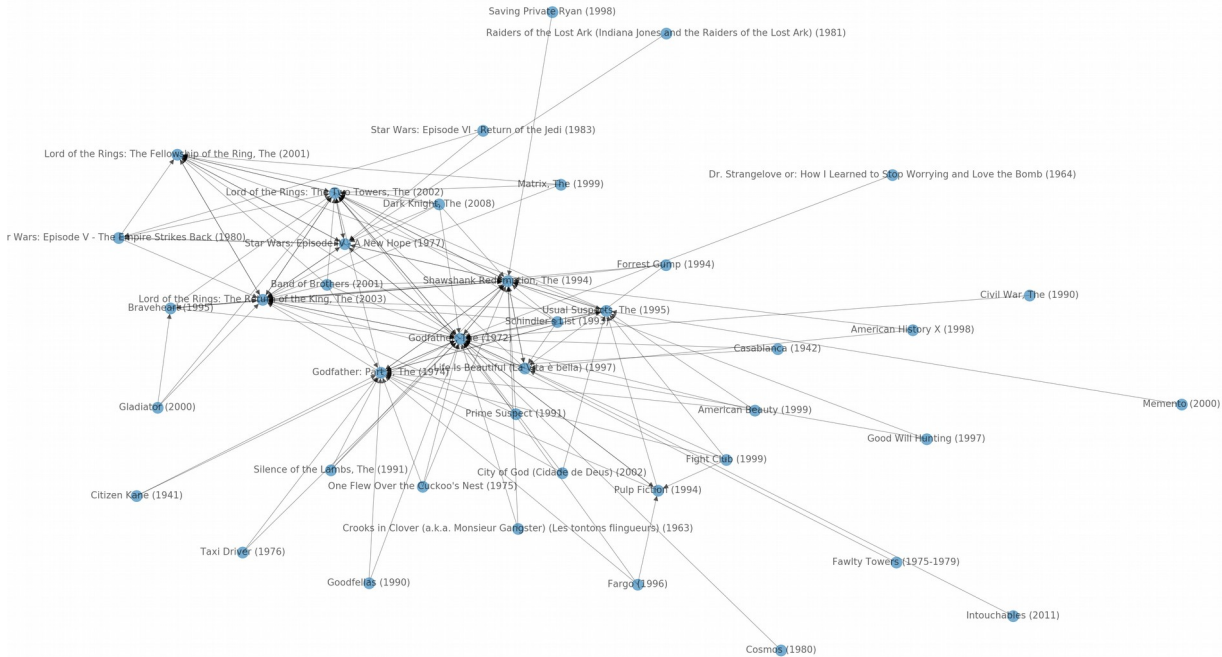 Saving Private Ryan (1998)
Raiders of the Lost Ark (Indiana Jones and the Raiders of the Lost Ark) (1981)
Star Wars: Episode VI - Return of the Jedi (1983)
Lord of the Rings: The Fellowship of the Ring, The (2001)
Dr. Strangelove or: How I Learned to Stop Worrying and Love the Bomb (1964)
Matrix, The (1999)
Lord of the Rings: The Two Towers, The (2002)
Dark Knight, The (2008)
r Wars: Episode V - The Empire Strikes Back (1980)
Star Wars: Episode IV - A New Hope (1977)
Forrest Gump (1994)
Shawshank Redemption, The (1994)
Band of Brothers (2001)
Civil War, The (1990)
Lord of the Rings: The Return of the King, The (2003)
Braveheart (1995)
Usual Suspects, The (1995)
Schindler's List (1993)
American History X (1998)
Godfather, The (1972)
Casablanca (1942)
Life Is Beautiful (La Vita è bella) (1997)
Godfather: Part II, The (1974)
Memento (2000)
Gladiator (2000)
American Beauty (1999)
Prime Suspect (1991)
Good Will Hunting (1997)
Fight Club (1999)
Silence of the Lambs, The (1991)
City of God (Cidade de Deus) (2002)
One Flew Over the Cuckoo's Nest (1975)
Pulp Fiction (1994)
Citizen Kane (1941)
Crooks in Clover (a.k.a. Monsieur Gangster) (Les tontons flingueurs) (1963)
Taxi Driver (1976)
Fawlty Towers (1975-1979)
Goodfellas (1990)
Fargo (1996)
Intouchables (2011)
Cosmos (1980)